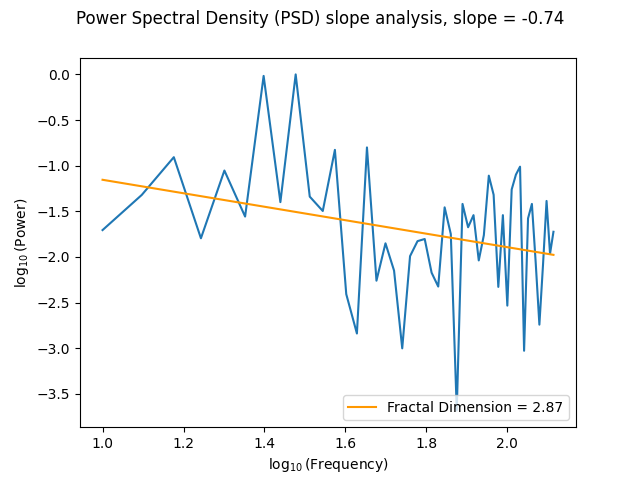 Power Spectral Density (PSD) slope analysis, slope = -0.74
0.0
−0.5
−1.0
−1.5
−2.0
−2.5
−3.0
−3.5
log₁₀ (Power)
Fractal Dimension = 2.87
1.0 1.2 1.4 1.6 1.8 2.0
log₁₀ (Frequency)